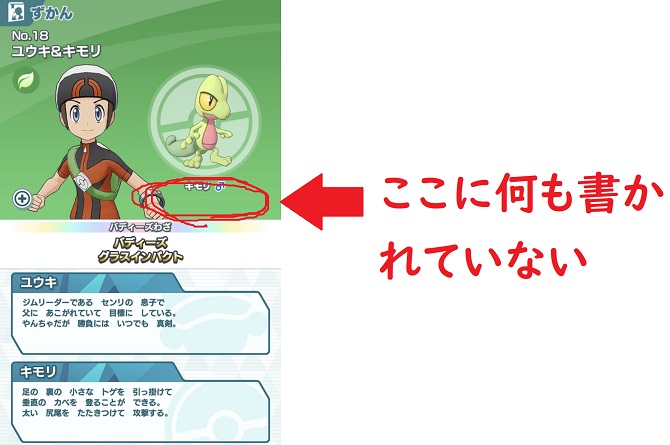 ずかん
No.18
ユウキ&キモリ
キモリ ♂
バディーズわざ
バディーズ
グラスインパクト
ユウキ
ジムリーダーである センリの 息子で
父に あこがれていて 目標に している。
やんちゃだが 勝負には いつでも 真剣。
キモリ
足の 裏の 小さな トゲを 引っ掛けて
垂直の カベを 登ることが できる。
太い 尻尾を たたきつけて 攻撃する。
ここに何も書か
れていない